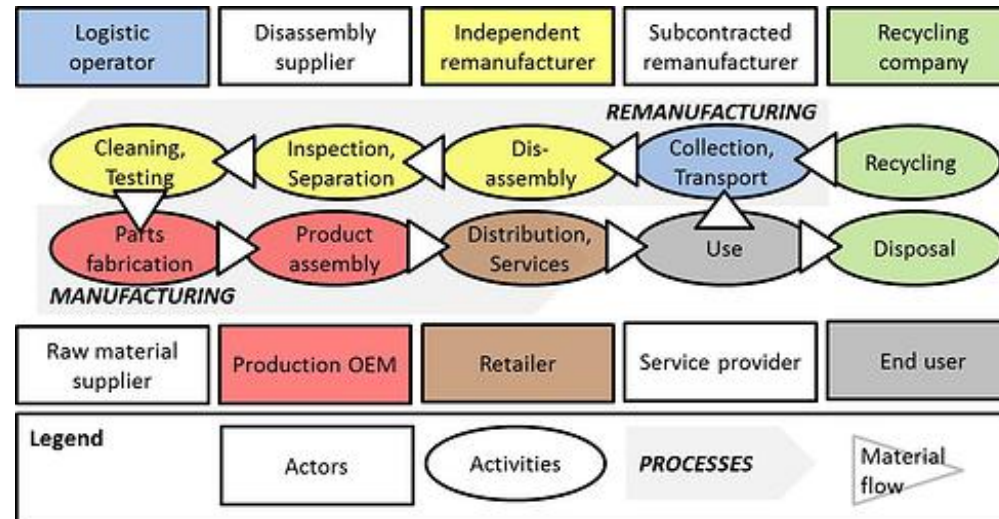 Logistic
operator
Disassembly
supplier
Independent
remanufacturer
Subcontracted
remanufacturer
Recycling
company
REMANUFACTURING
Cleaning,
Testing
Inspection,
Separation
Dis-
assembly
Collection,
Transport
Recycling
Parts
fabrication
Product
assembly
Distribution,
Services
Use
Disposal
MANUFACTURING
Raw material
supplier
Production OEM
Retailer
Service provider
End user
Legend
Actors
Activities
PROCESSES
Material
flow